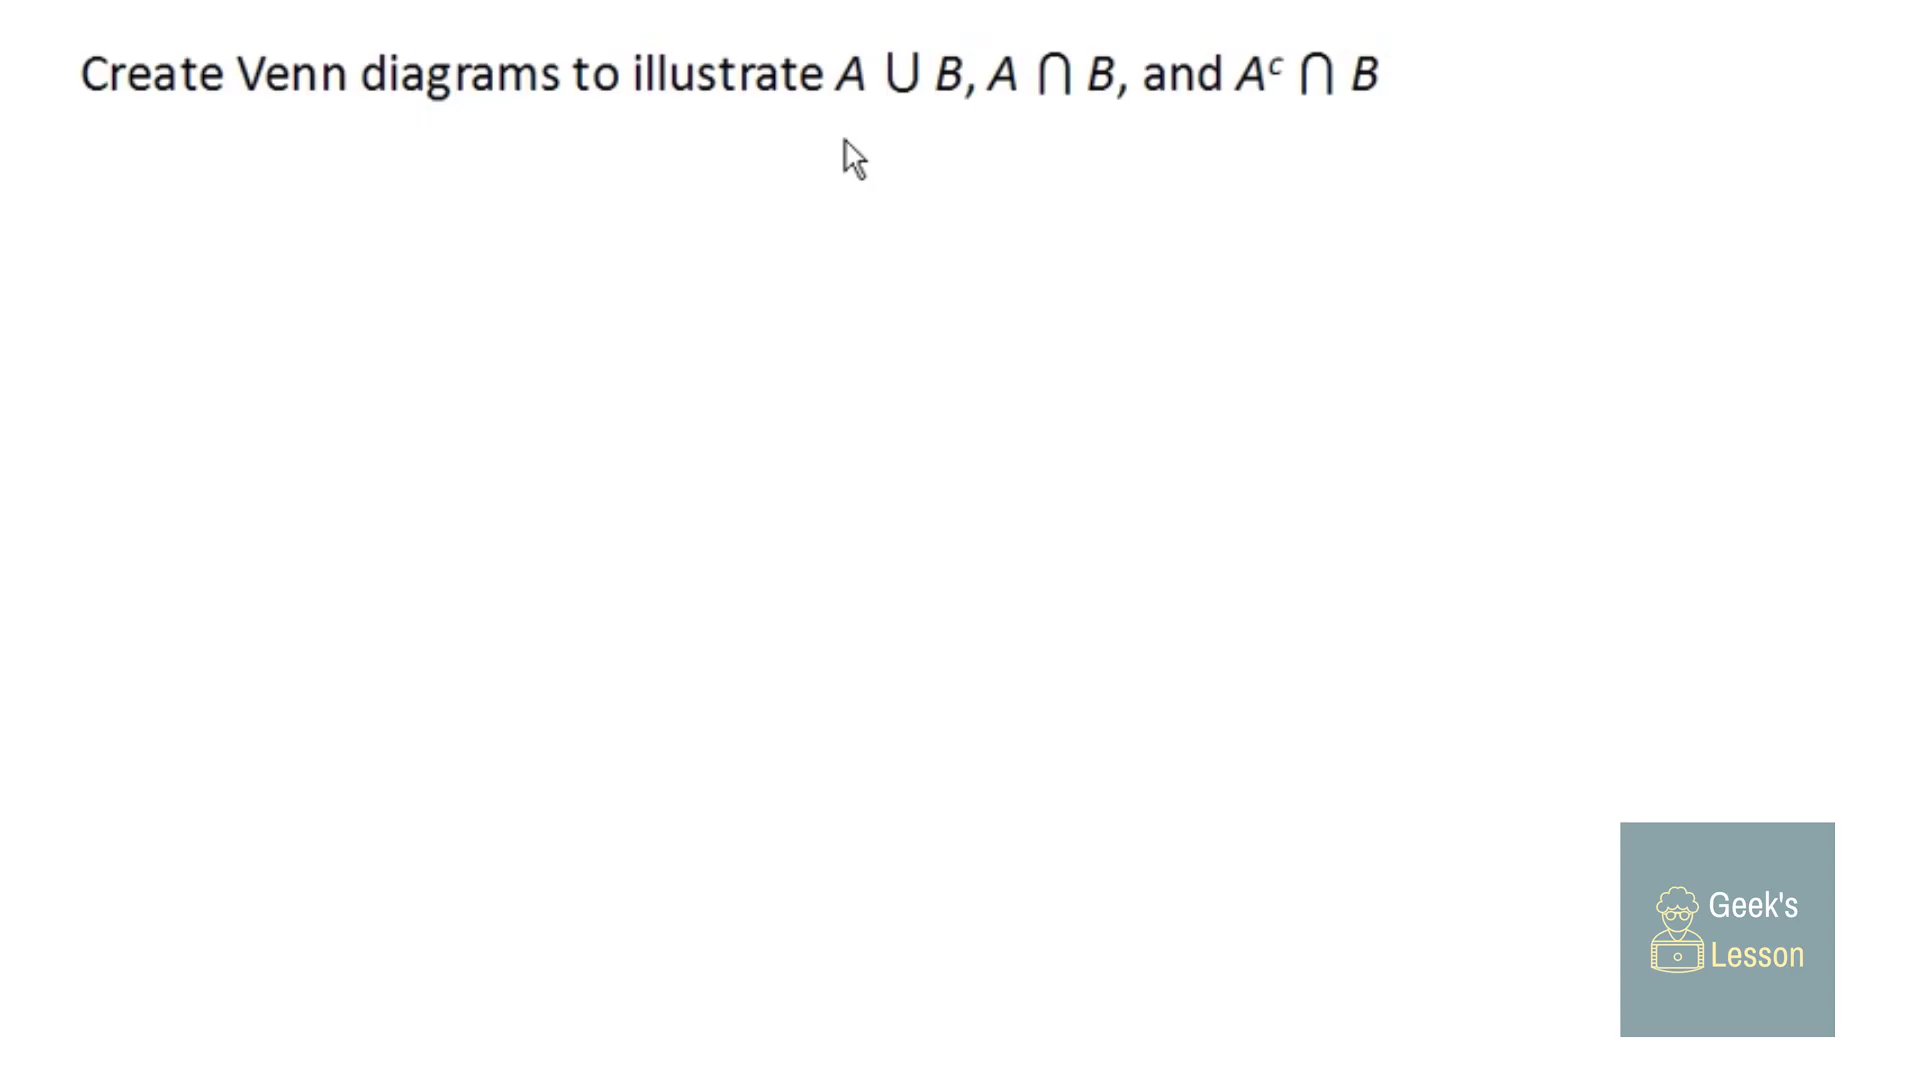 Create Venn diagrams to illustrate A ∪ B, A ∩ B, and Aᶜ ∩ B
Geek's
Lesson